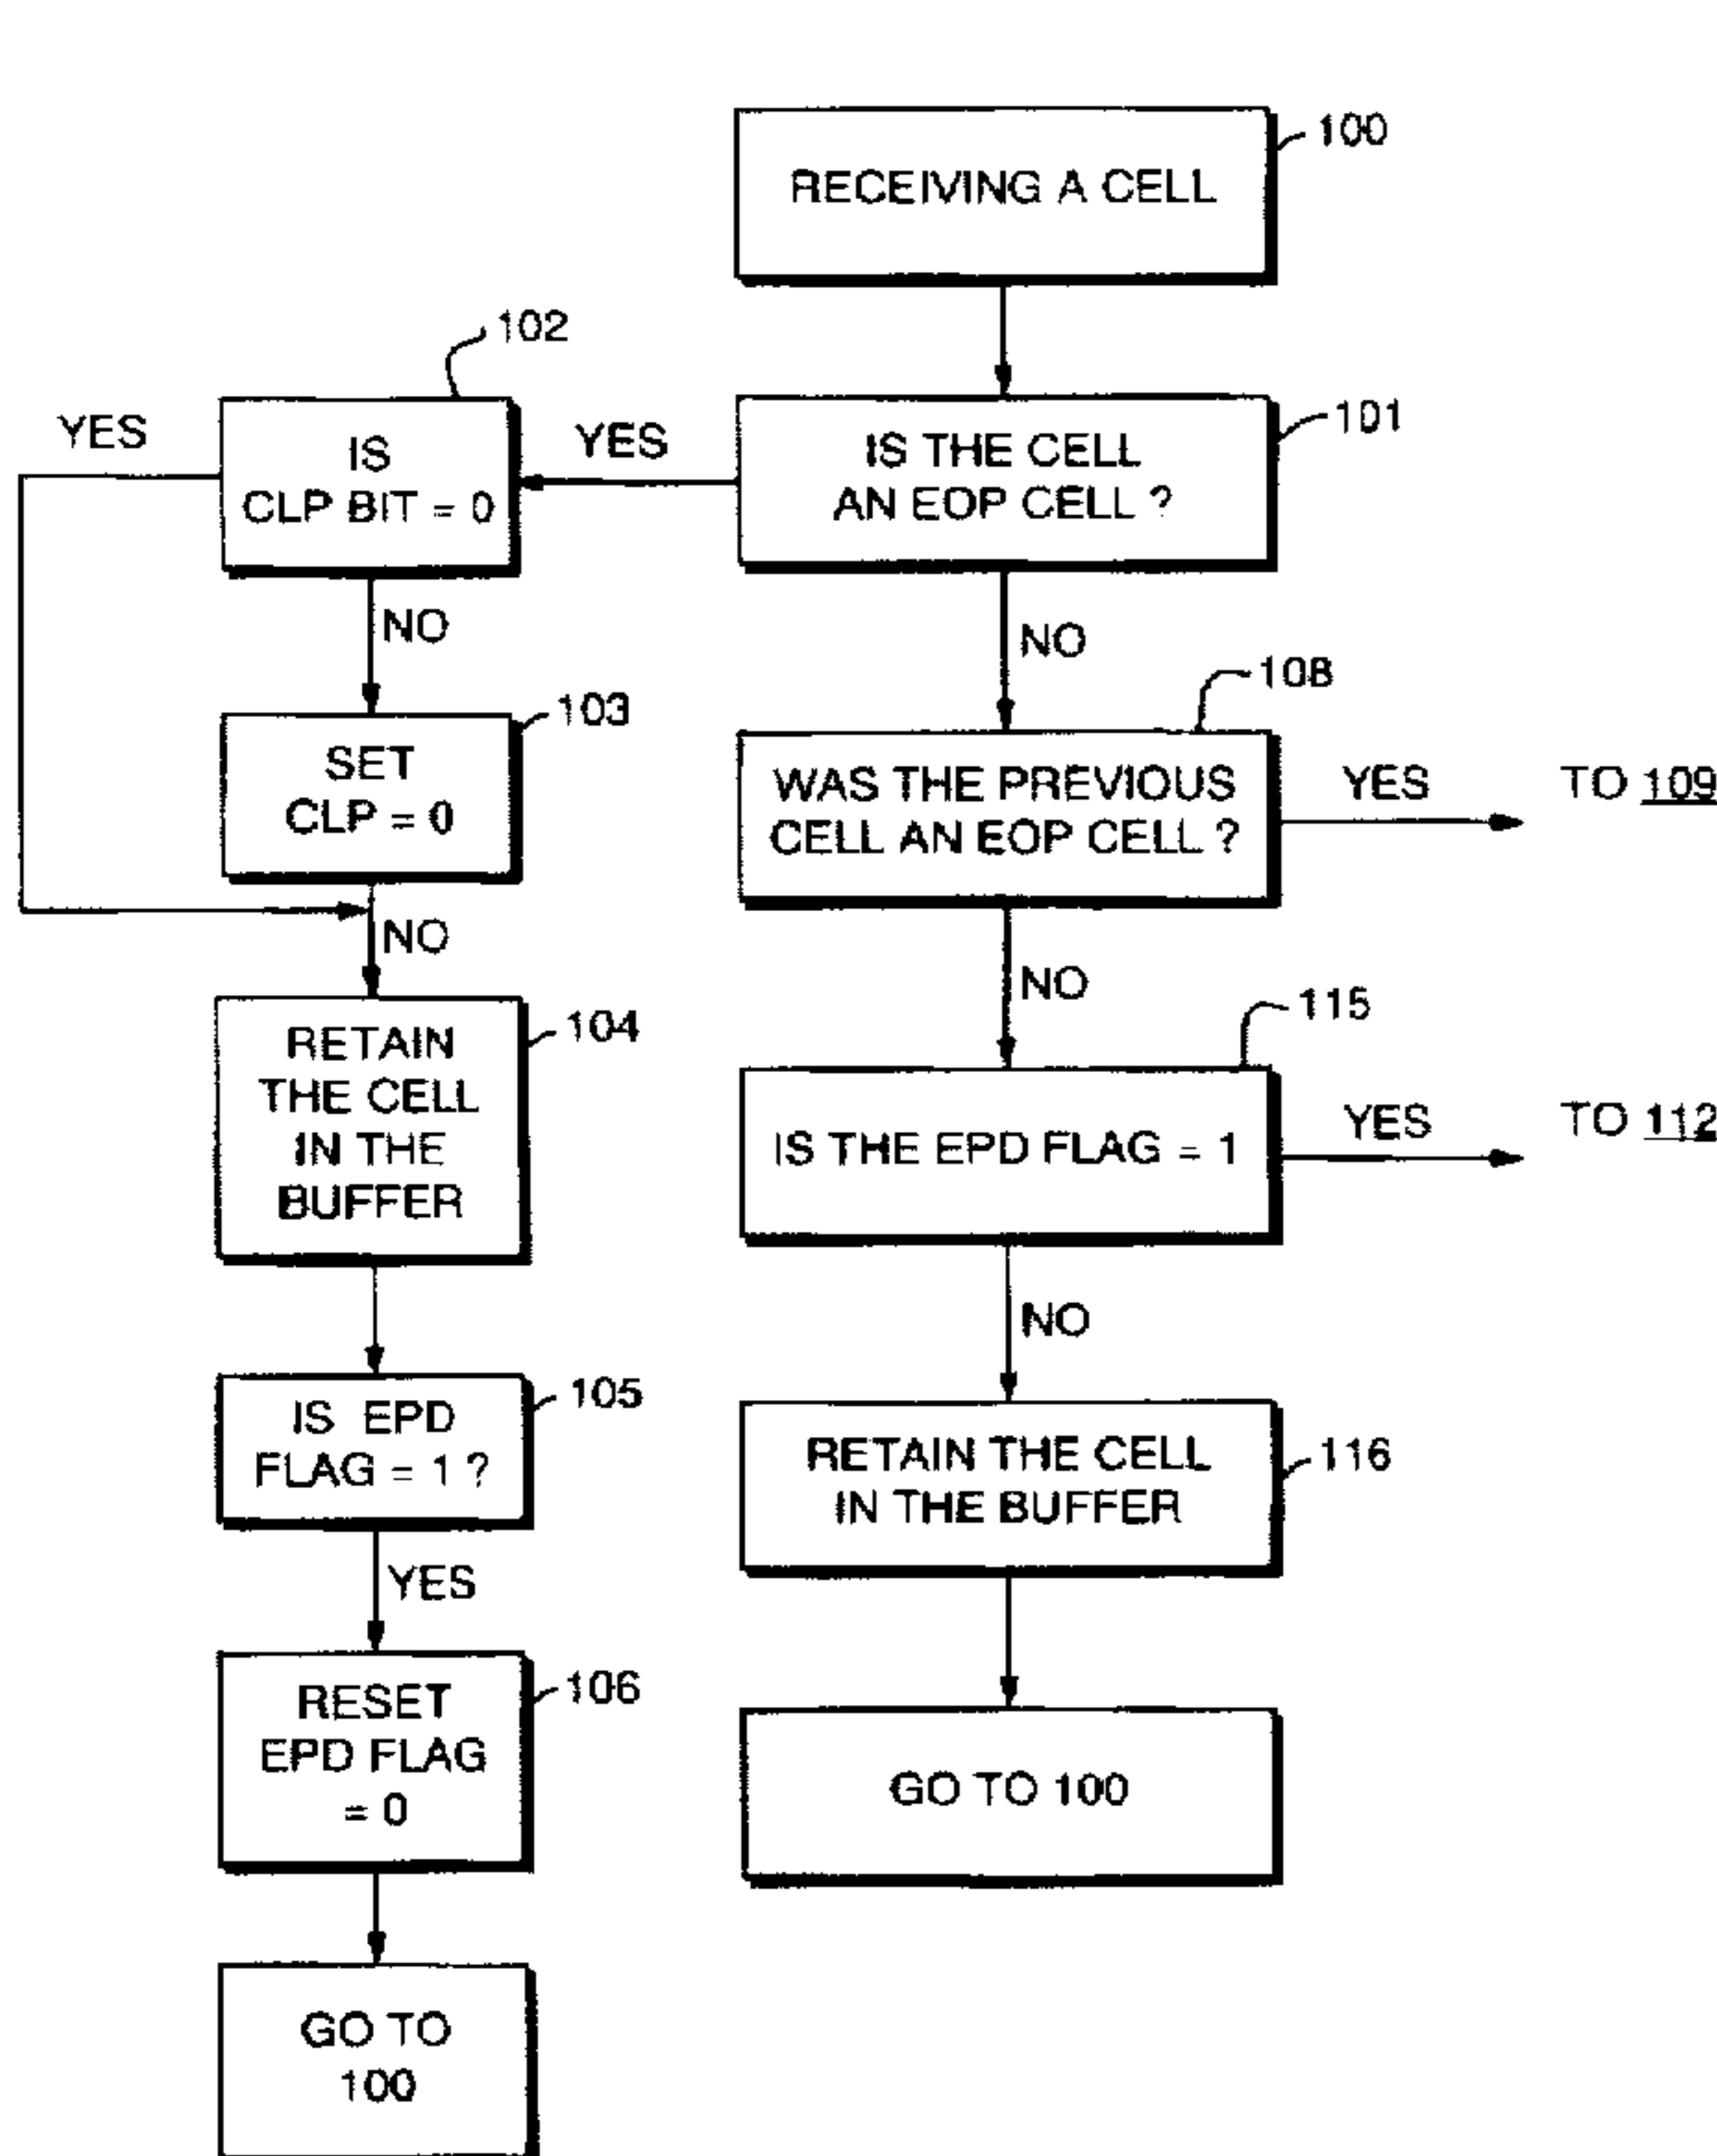 RECEIVING A CELL
100
102
YES
IS
CLP BIT = 0
YES
IS THE CELL
AN EOP CELL ?
101
NO
NO
108
103
SET
CLP = 0
WAS THE PREVIOUS
CELL AN EOP CELL ?
YES
TO 109
NO
NO
115
RETAIN
THE CELL
IN THE
BUFFER
104
IS THE EPD FLAG = 1
YES
TO 112
NO
IS EPD
FLAG = 1 ?
105
RETAIN THE CELL
IN THE BUFFER
116
YES
RESET
EPD FLAG
= 0
106
GO TO 100
GO TO
100